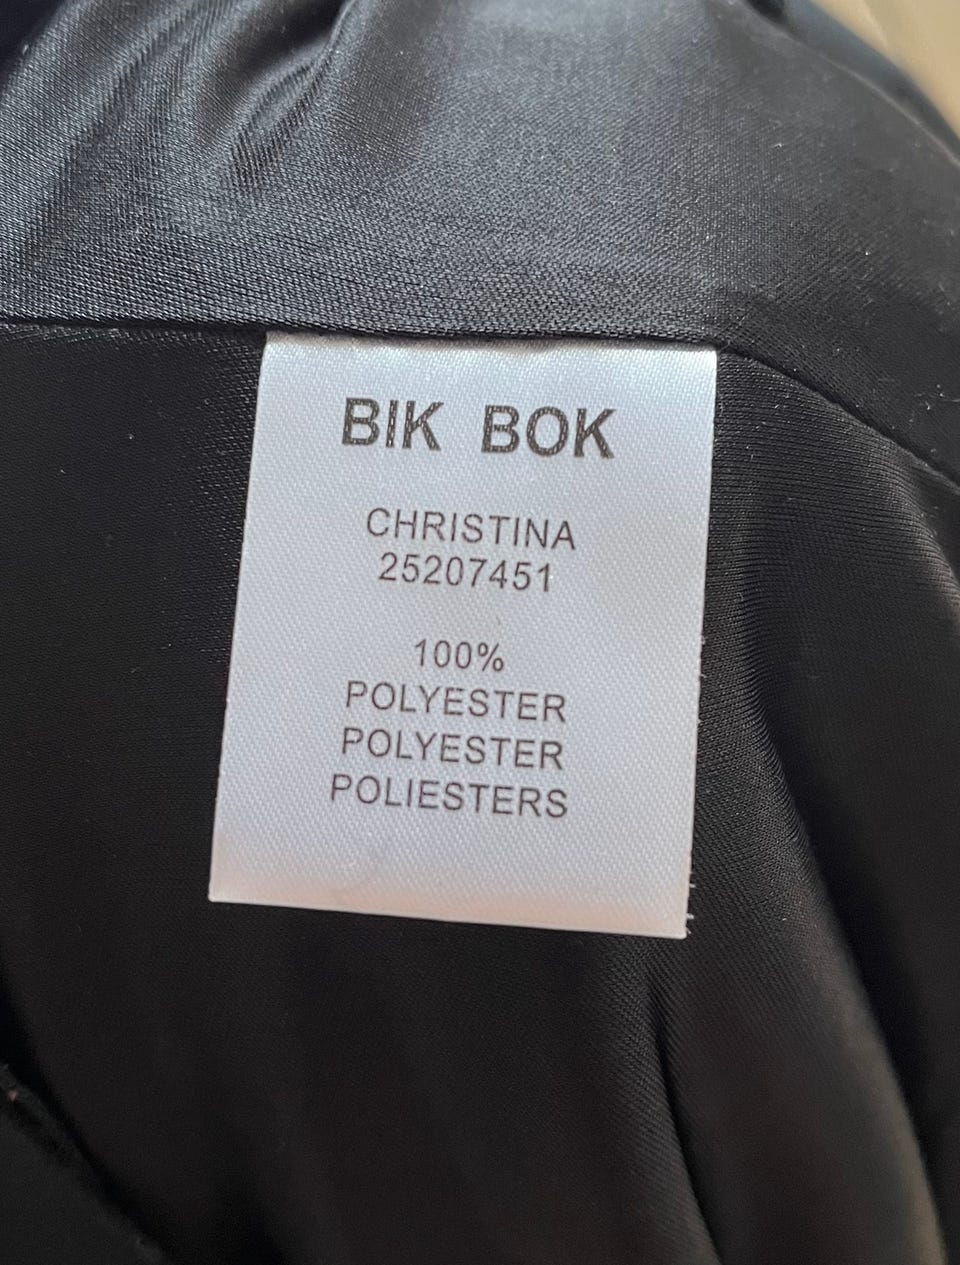 BIK BOK
CHRISTINA
25207451
100%
POLYESTER
POLYESTER
POLIESTERS